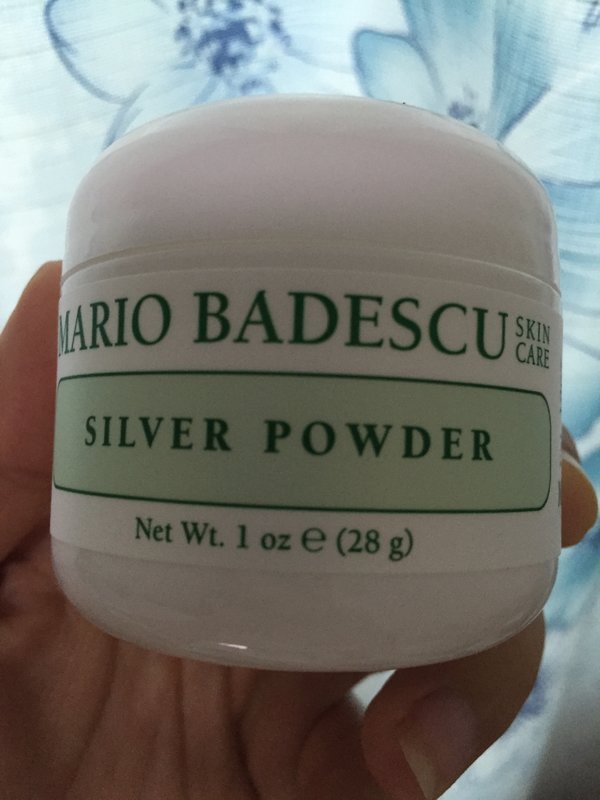 MARIO BADESCU SKIN CARE
SILVER POWDER
Net Wt. 1 oz ℮ (28 g)